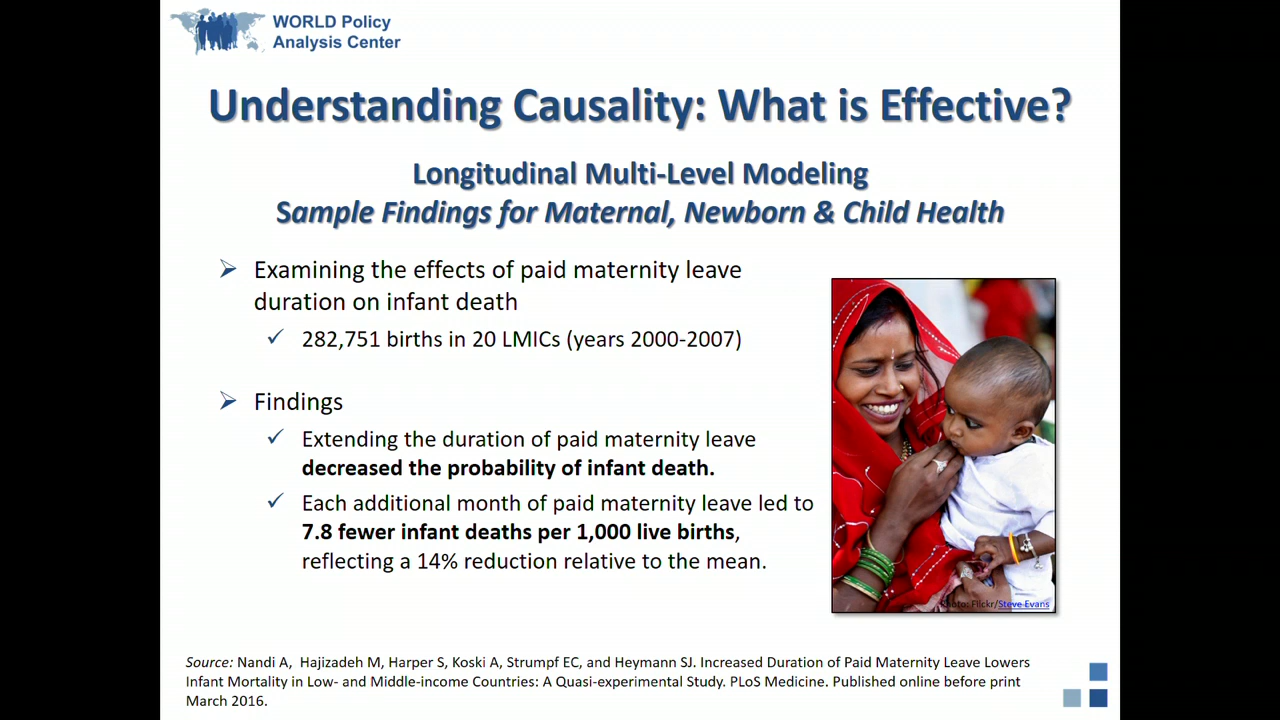 WORLD Policy
Analysis Center
Understanding Causality: What is Effective?
Longitudinal Multi-Level Modeling
Sample Findings for Maternal, Newborn & Child Health
Examining the effects of paid maternity leave
duration on infant death
282,751 births in 20 LMICs (years 2000-2007)
Findings
Extending the duration of paid maternity leave
decreased the probability of infant death.
Each additional month of paid maternity leave led to
7.8 fewer infant deaths per 1,000 live births,
reflecting a 14% reduction relative to the mean.
Photo: Flickr/Steve Evans
Source: Nandi A, Hajizadeh M, Harper S, Koski A, Strumpf EC, and Heymann SJ. Increased Duration of Paid Maternity Leave Lowers
Infant Mortality in Low- and Middle-income Countries: A Quasi-experimental Study. PLoS Medicine. Published online before print
March 2016.